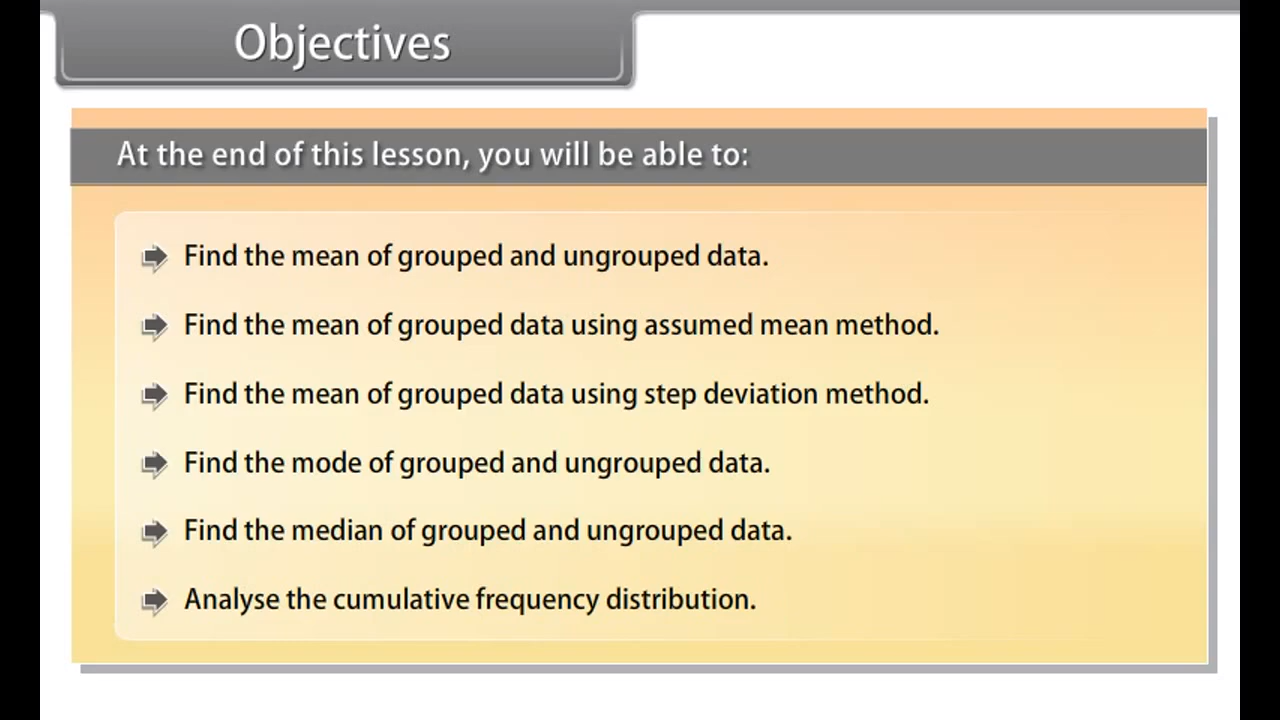 Objectives
At the end of this lesson, you will be able to:
Find the mean of grouped and ungrouped data.
Find the mean of grouped data using assumed mean method.
Find the mean of grouped data using step deviation method.
Find the mode of grouped and ungrouped data.
Find the median of grouped and ungrouped data.
Analyse the cumulative frequency distribution.